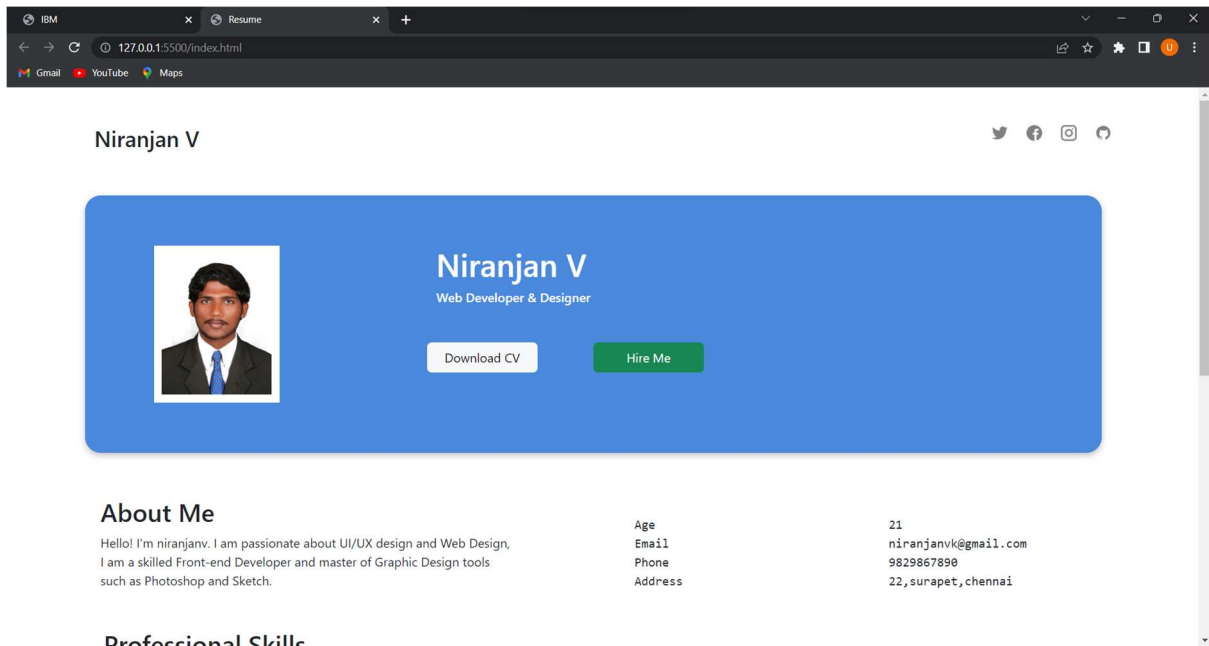 IBM
Resume
127.0.0.1:5500/index.html
U
Gmail
YouTube
Maps
Niranjan V
Niranjan V
Web Developer & Designer
Download CV
Hire Me
About Me
Hello! I'm niranjanv. I am passionate about UI/UX design and Web Design,
I am a skilled Front-end Developer and master of Graphic Design tools
such as Photoshop and Sketch.
Age 21
Email niranjanvk@gmail.com
Phone 9829867890
Address 22,surapet,chennai
Professional Skills